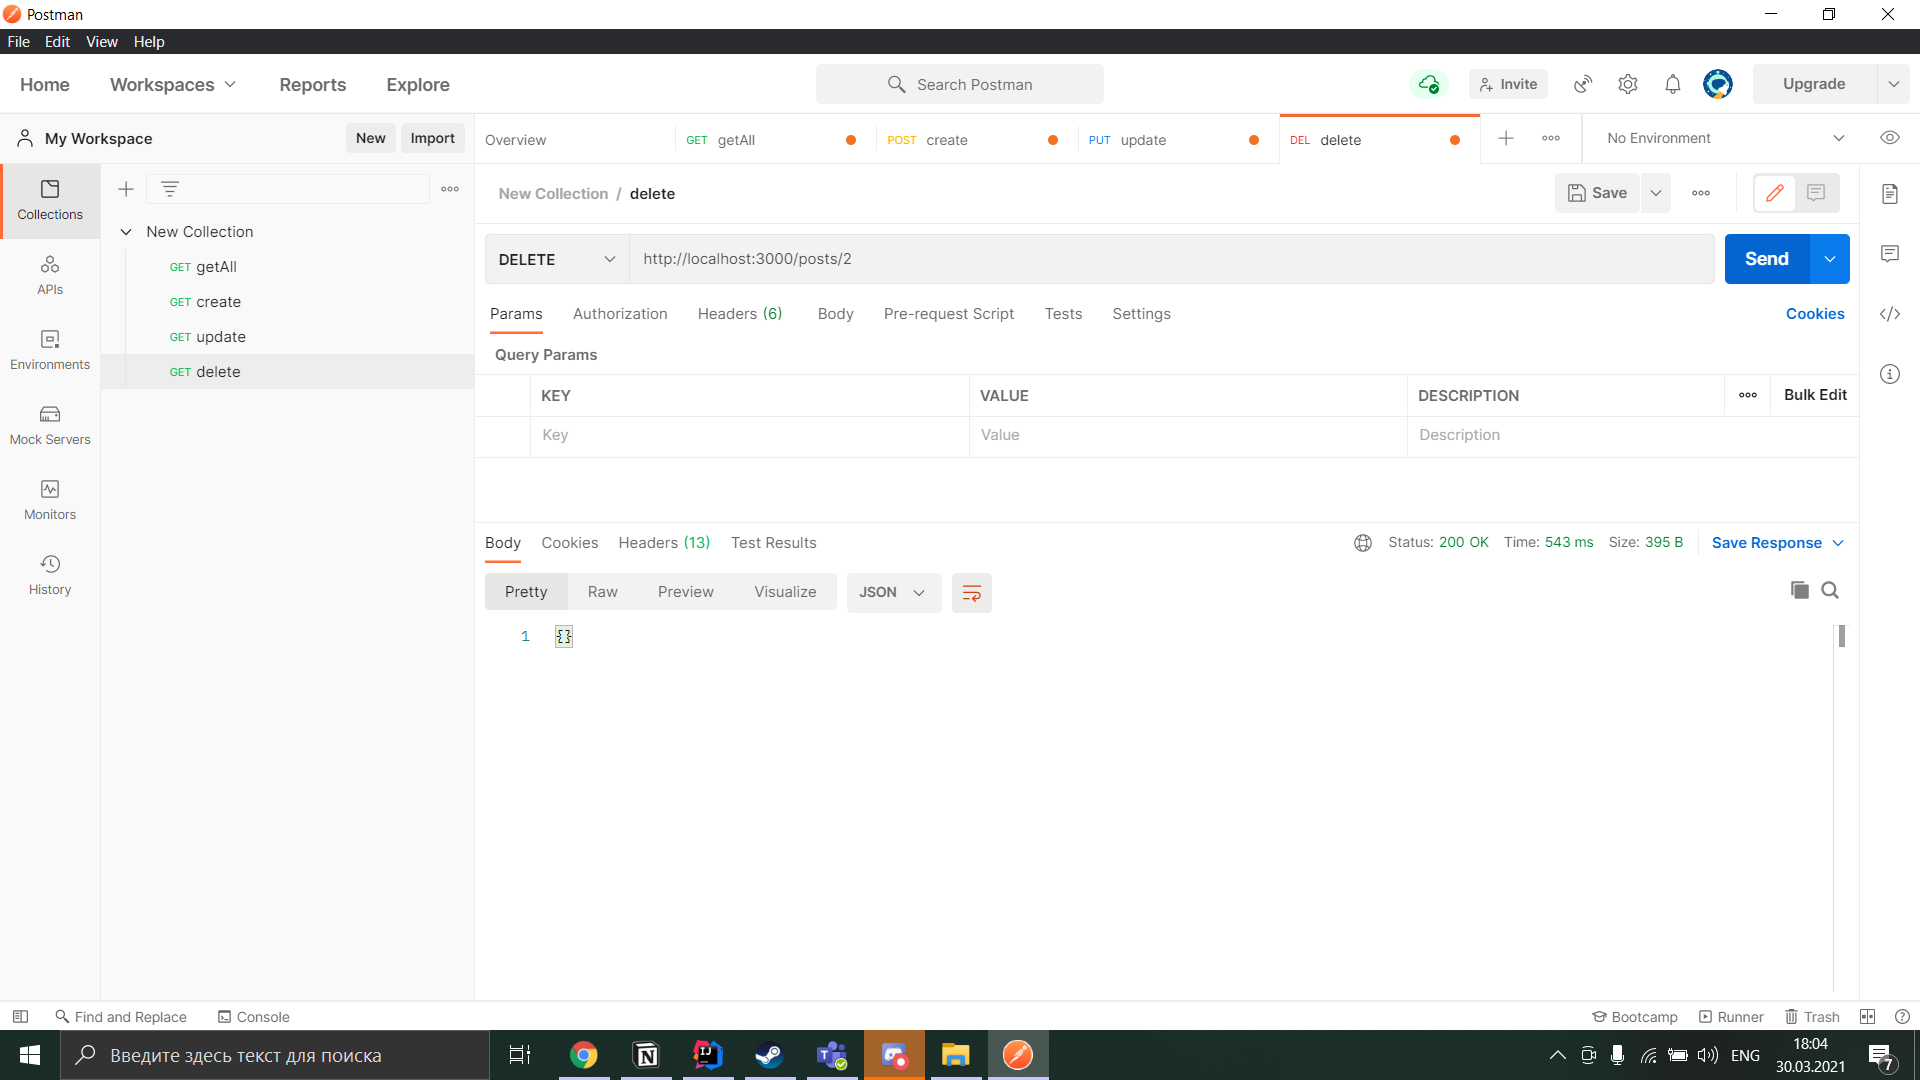 Postman
File Edit View Help
Home Workspaces Reports Explore
Search Postman
Invite
Upgrade
My Workspace
New Import
Overview
GET getAll
POST create
PUT update
DEL delete
No Environment
Collections
APIs
Environments
Mock Servers
Monitors
History
New Collection
GET getAll
GET create
GET update
GET delete
New Collection / delete
Save
DELETE
http://localhost:3000/posts/2
Send
Params Authorization Headers (6) Body Pre-request Script Tests Settings
Cookies
Query Params
KEY VALUE DESCRIPTION
Bulk Edit
Key Value Description
Body Cookies Headers (13) Test Results
Status: 200 OK Time: 543 ms Size: 395 B
Save Response
Pretty Raw Preview Visualize
JSON
1 {}
Find and Replace
Console
Bootcamp
Runner
Trash
Введите здесь текст для поиска
ENG
18:04
30.03.2021
7